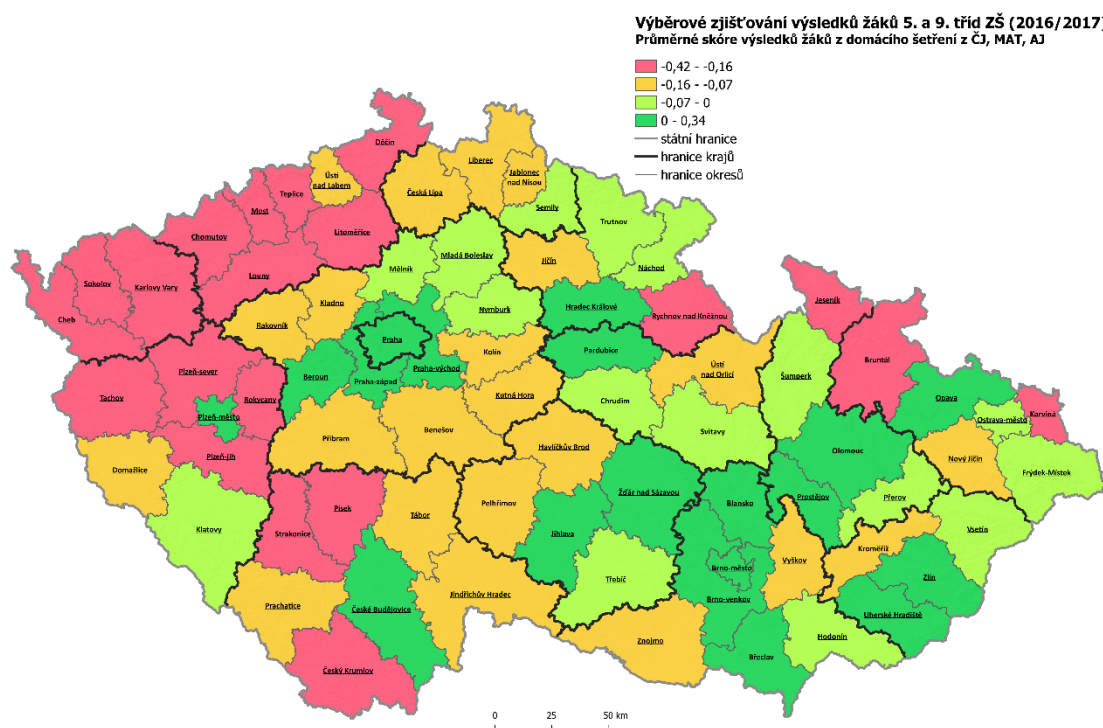 Výběrové zjišťování výsledků žáků 5. a 9. tříd ZŠ (2016/2017)
Průměrné skóre výsledků žáků z domácího šetření z ČJ, MAT, AJ
-0,42 - -0,16
-0,16 - -0,07
-0,07 - 0
0 - 0,34
státní hranice
hranice krajů
hranice okresů
Děčín
Liberec
Ústí
nad Labem
Jablonec
nad Nisou
Teplice
Česká Lípa
Most
Semily
Trutnov
Chomutov
Litoměřice
Mladá Boleslav
Jičín
Náchod
Mělník
Louny
Sokolov
Karlovy Vary
Jeseník
Kladno
Nymburk
Hradec Králové
Rychnov nad Kněžnou
Cheb
Rakovník
Praha
Bruntál
Kolín
Pardubice
Praha-východ
Ústí
nad Orlicí
Šumperk
Plzeň-sever
Beroun
Praha-západ
Rokycany
Tachov
Kutná Hora
Chrudim
Opava
Karviná
Plzeň-město
Ostrava-město
Benešov
Svitavy
Příbram
Havlíčkův Brod
Olomouc
Plzeň-jih
Nový Jičín
Domažlice
Frýdek-Místek
Žďár nad Sázavou
Prostějov
Přerov
Pelhřimov
Blansko
Písek
Tábor
Klatovy
Vsetín
Strakonice
Jihlava
Kroměříž
Vyškov
Brno-město
Třebíč
Zlín
Jindřichův Hradec
Brno-venkov
Prachatice
České Budějovice
Uherské Hradiště
Hodonín
Znojmo
Břeclav
Český Krumlov
0 25 50 km